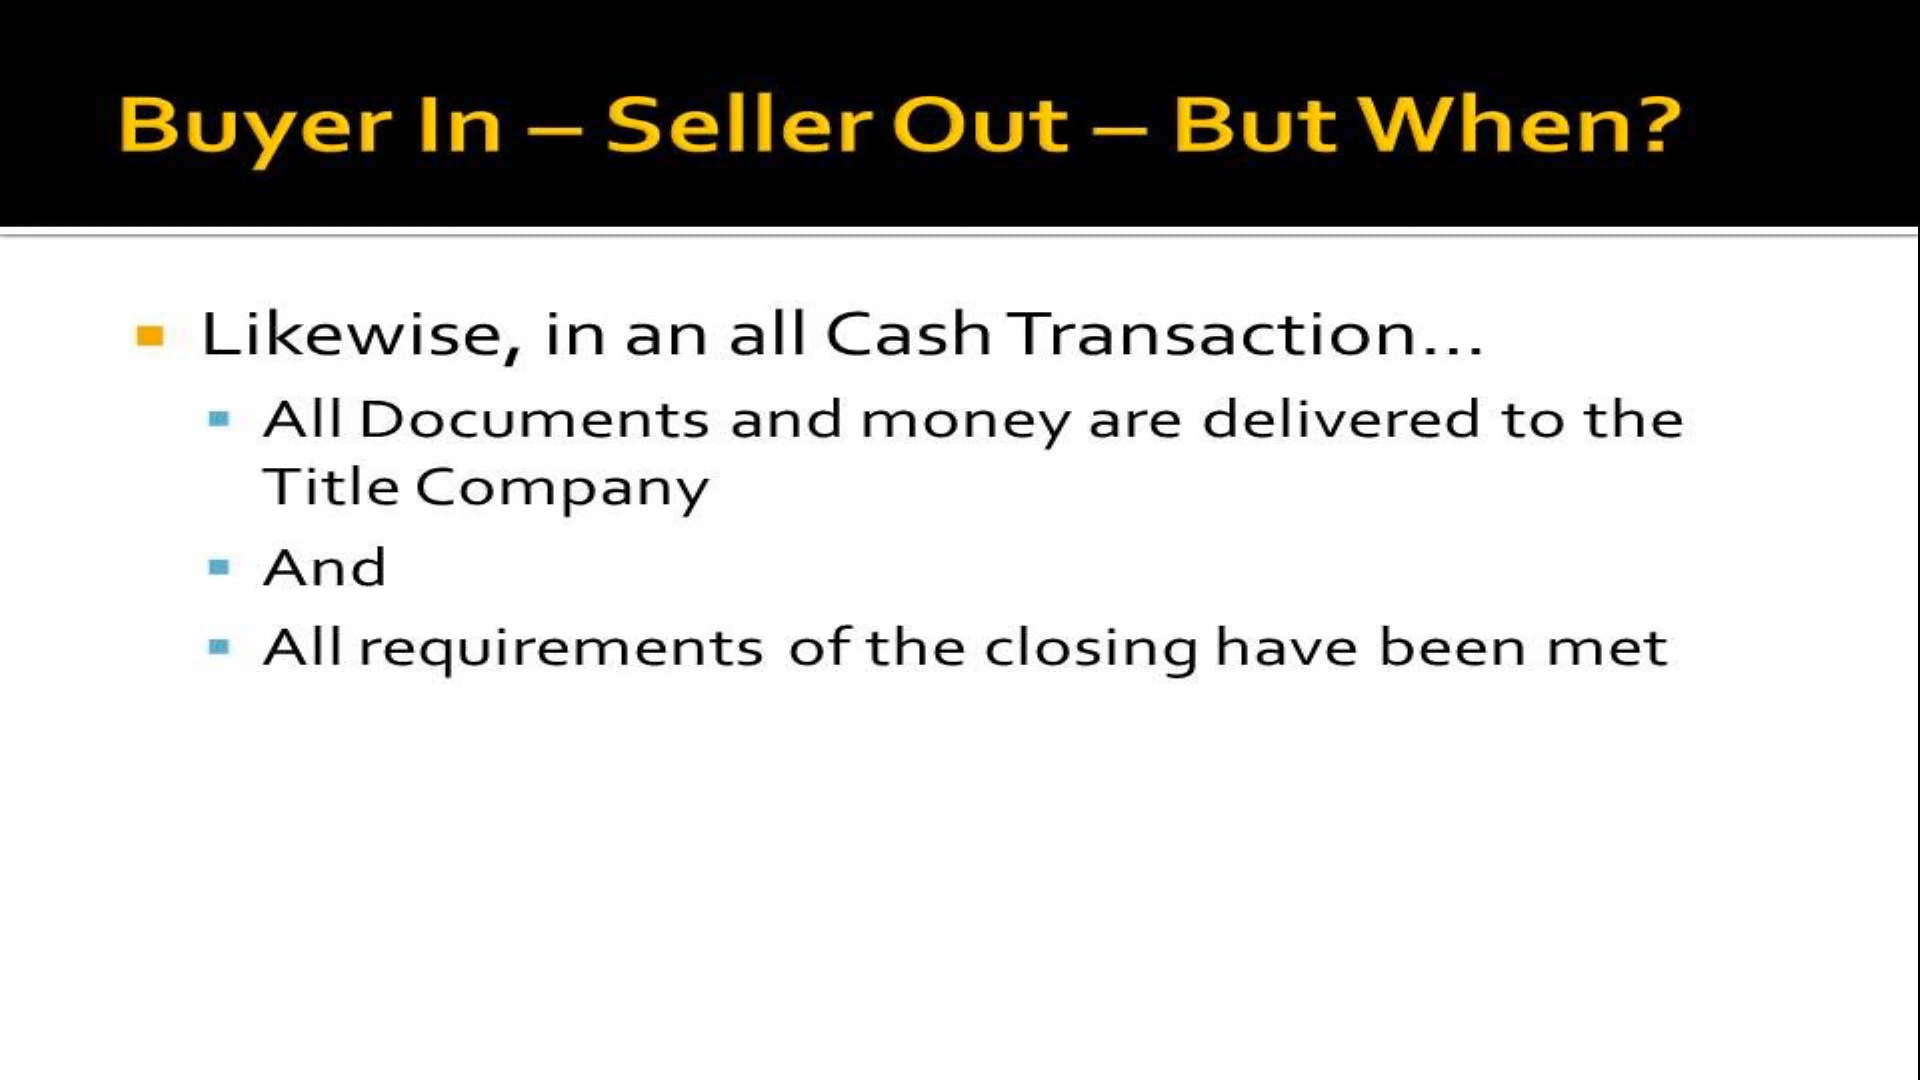 Buyer In – Seller Out – But When?
Likewise, in an all Cash Transaction...
All Documents and money are delivered to the
Title Company
And
All requirements of the closing have been met